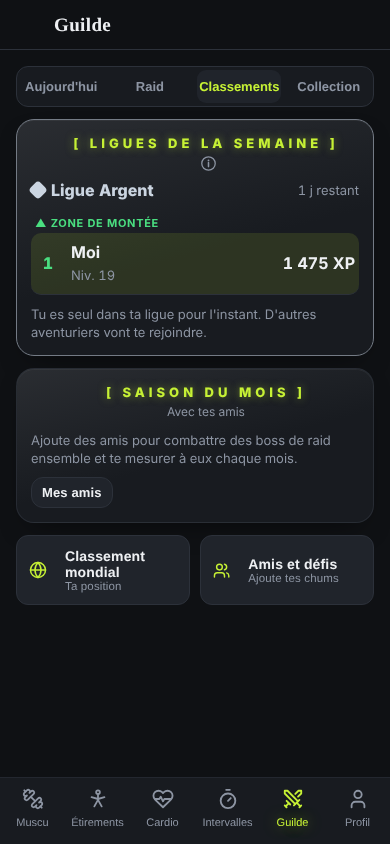 Guilde
Aujourd'hui Raid Classements Collection
[ LIGUES DE LA SEMAINE ]
Ligue Argent 1 j restant
▲ ZONE DE MONTÉE
1 Moi 1 475 XP
Niv. 19
Tu es seul dans ta ligue pour l'instant. D'autres
aventuriers vont te rejoindre.
[ SAISON DU MOIS ]
Avec tes amis
Ajoute des amis pour combattre des boss de raid
ensemble et te mesurer à eux chaque mois.
Mes amis
Classement
mondial
Ta position
Amis et défis
Ajoute tes chums
Muscu Étirements Cardio Intervalles Guilde Profil